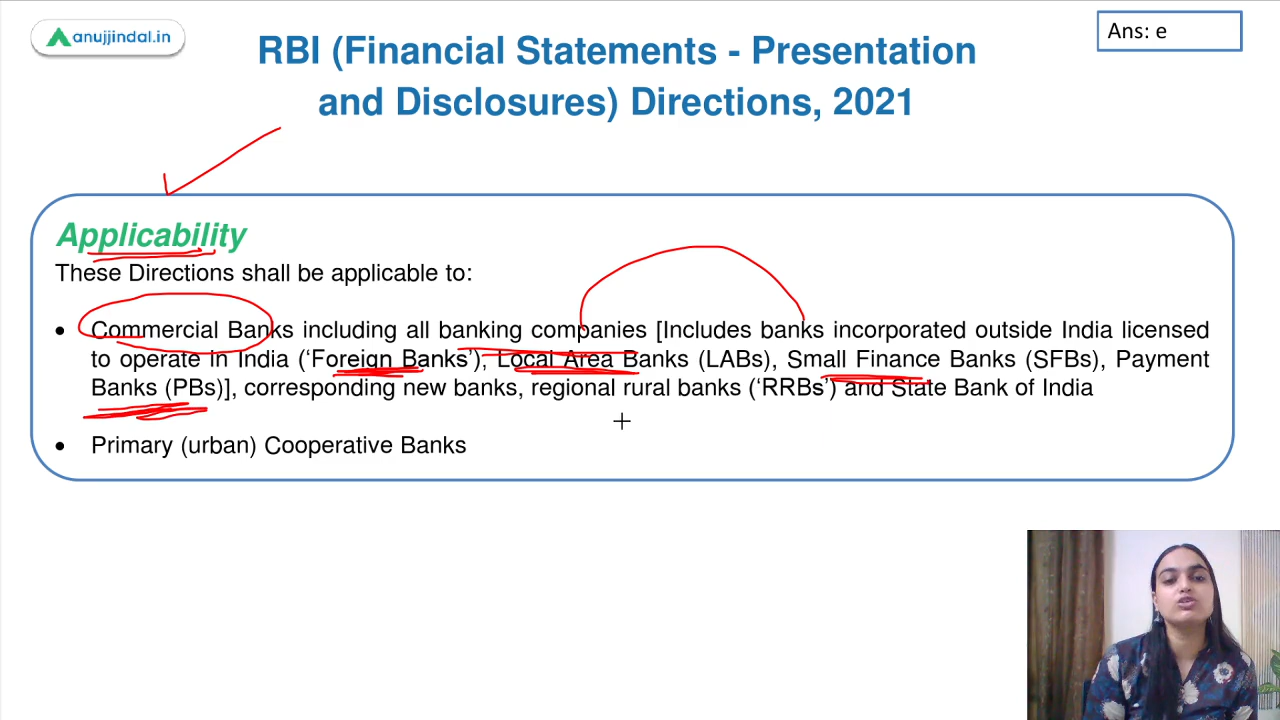 anujjindal.in
Ans: e
RBI (Financial Statements - Presentation
and Disclosures) Directions, 2021
Applicability
These Directions shall be applicable to:
• Commercial Banks including all banking companies [Includes banks incorporated outside India licensed
to operate in India (‘Foreign Banks’), Local Area Banks (LABs), Small Finance Banks (SFBs), Payment
Banks (PBs)], corresponding new banks, regional rural banks (‘RRBs’) and State Bank of India
• Primary (urban) Cooperative Banks